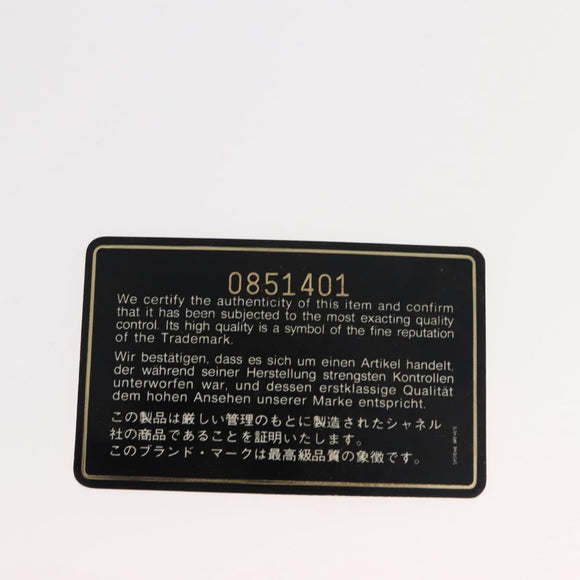 0851401
We certify the authenticity of this item and confirm
that it has been subjected to the most exacting quality
control. Its high quality is a symbol of the fine reputation
of the Trademark.
Wir bestätigen, dass es sich um einen Artikel handelt,
der während seiner Herstellung strengsten Kontrollen
unterworfen war, und dessen erstklassige Qualität
dem hohen Ansehen unserer Marke entspricht.
この製品は厳しい管理のもとに製造されたシャネル
社の商品であることを証明いたします。
このブランド・マークは最高級品質の象徴です。